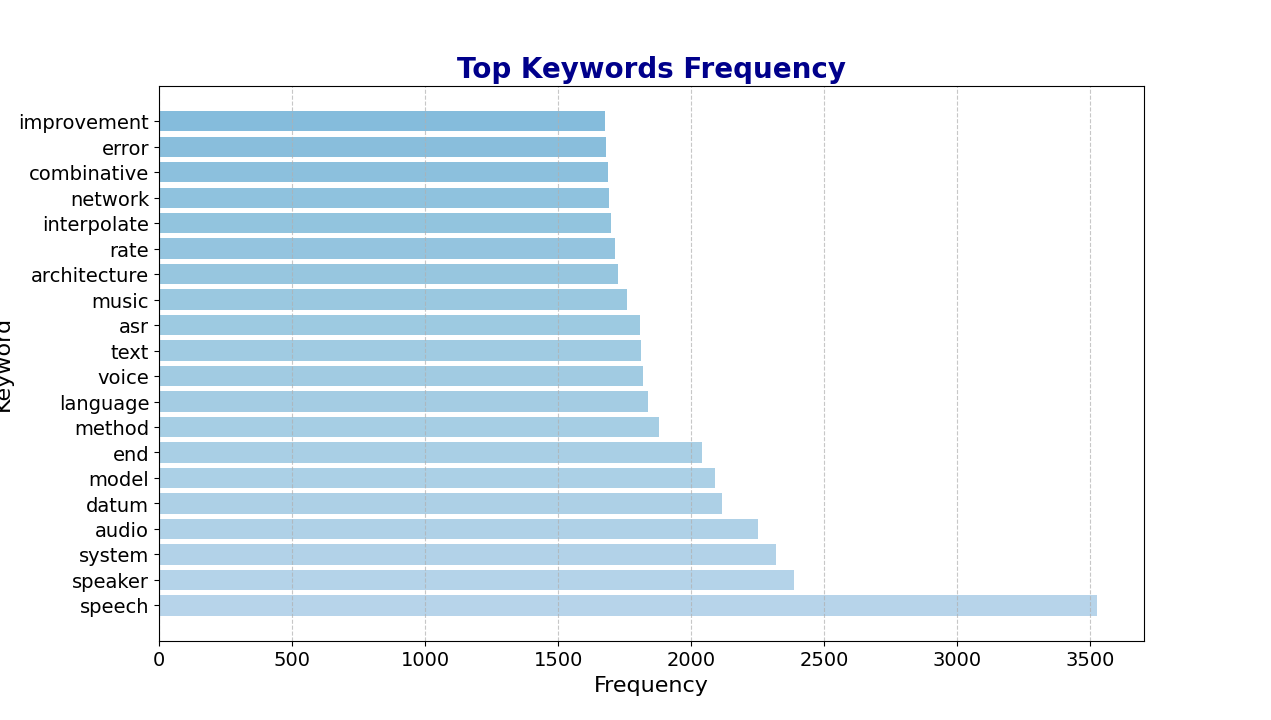 Top Keywords Frequency
improvement
error
combinative
network
interpolate
rate
architecture
music
asr
text
voice
language
method
end
model
datum
audio
system
speaker
speech
Keyword
0 500 1000 1500 2000 2500 3000 3500
Frequency